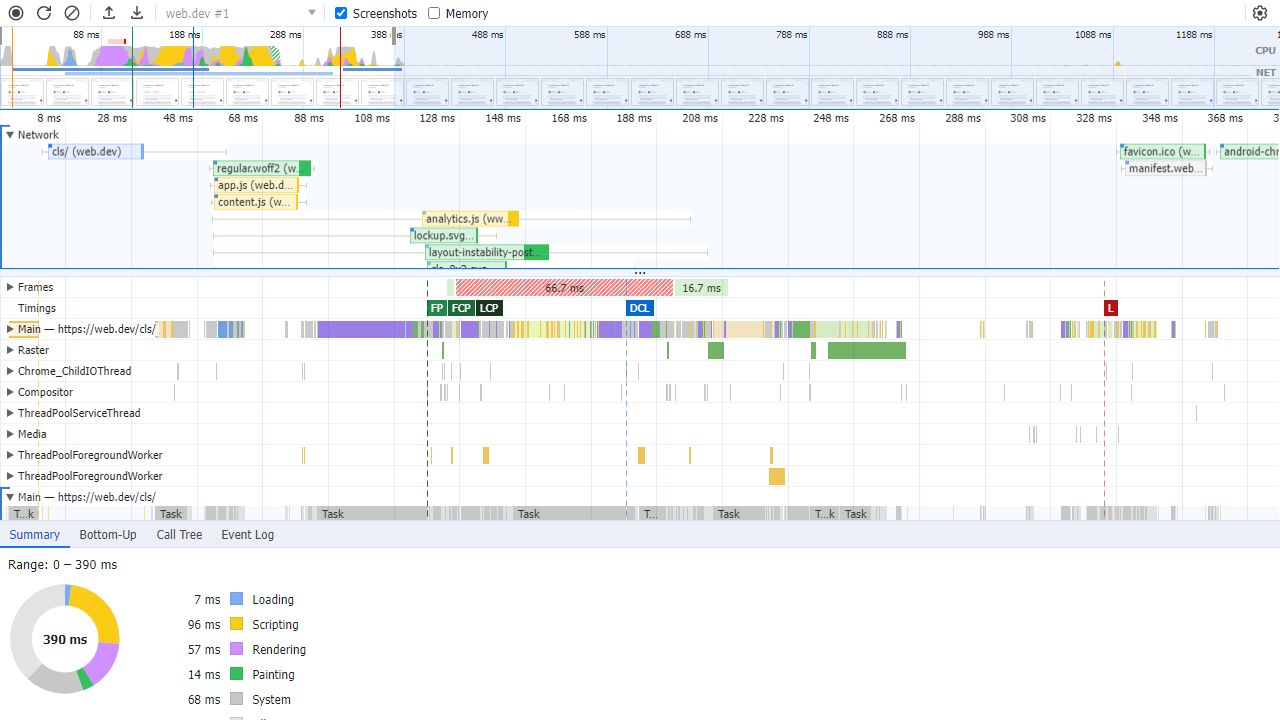 web.dev #1 Screenshots Memory
88 ms 188 ms 288 ms 388 ms 488 ms 588 ms 688 ms 788 ms 888 ms 988 ms 1088 ms 1188 ms
CPU
NET
8 ms 28 ms 48 ms 68 ms 88 ms 108 ms 128 ms 148 ms 168 ms 188 ms 208 ms 228 ms 248 ms 268 ms 288 ms 308 ms 328 ms 348 ms 368 ms
Network
cls/ (web.dev) favicon.ico (w... android-chr
regular.woff2 (w... manifest.web...
app.js (web.d...
content.js (w...
analytics.js (ww...
lockup.svg...
layout-instability-post...
...
Frames 66.7 ms 16.7 ms
Timings FP FCP LCP DCL L
Main — https://web.dev/cls/
Raster
Chrome_ChildIOThread
Compositor
ThreadPoolServiceThread
Media
ThreadPoolForegroundWorker
ThreadPoolForegroundWorker
Main — https://web.dev/cls/
T...k Task Task Task T... Task T...k Task
Summary Bottom-Up Call Tree Event Log
Range: 0 – 390 ms
390 ms
7 ms Loading
96 ms Scripting
57 ms Rendering
14 ms Painting
68 ms System